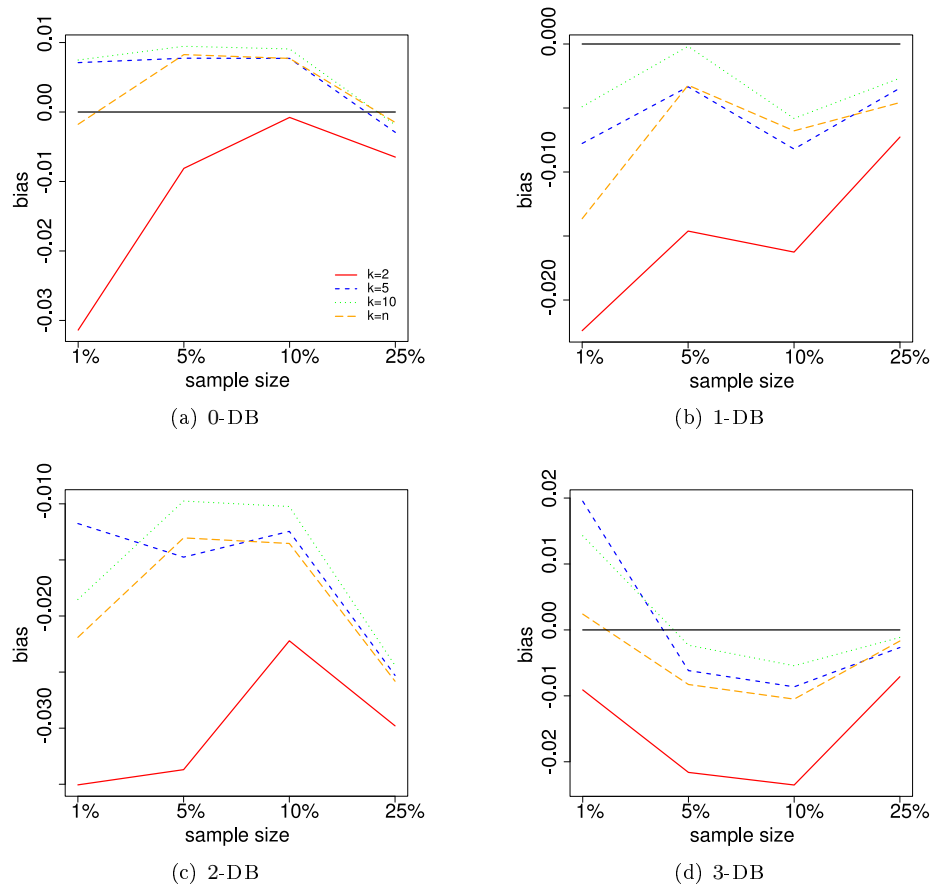 0.01
0.00
-0.01
-0.02
-0.03
bias
k=2
k=5
k=10
k=n
1% 5% 10% 25%
sample size
(a) 0-DB
0.000
-0.010
-0.020
bias
1% 5% 10% 25%
sample size
(b) 1-DB
-0.010
-0.020
-0.030
bias
1% 5% 10% 25%
sample size
(c) 2-DB
0.02
0.01
0.00
-0.01
-0.02
bias
1% 5% 10% 25%
sample size
(d) 3-DB